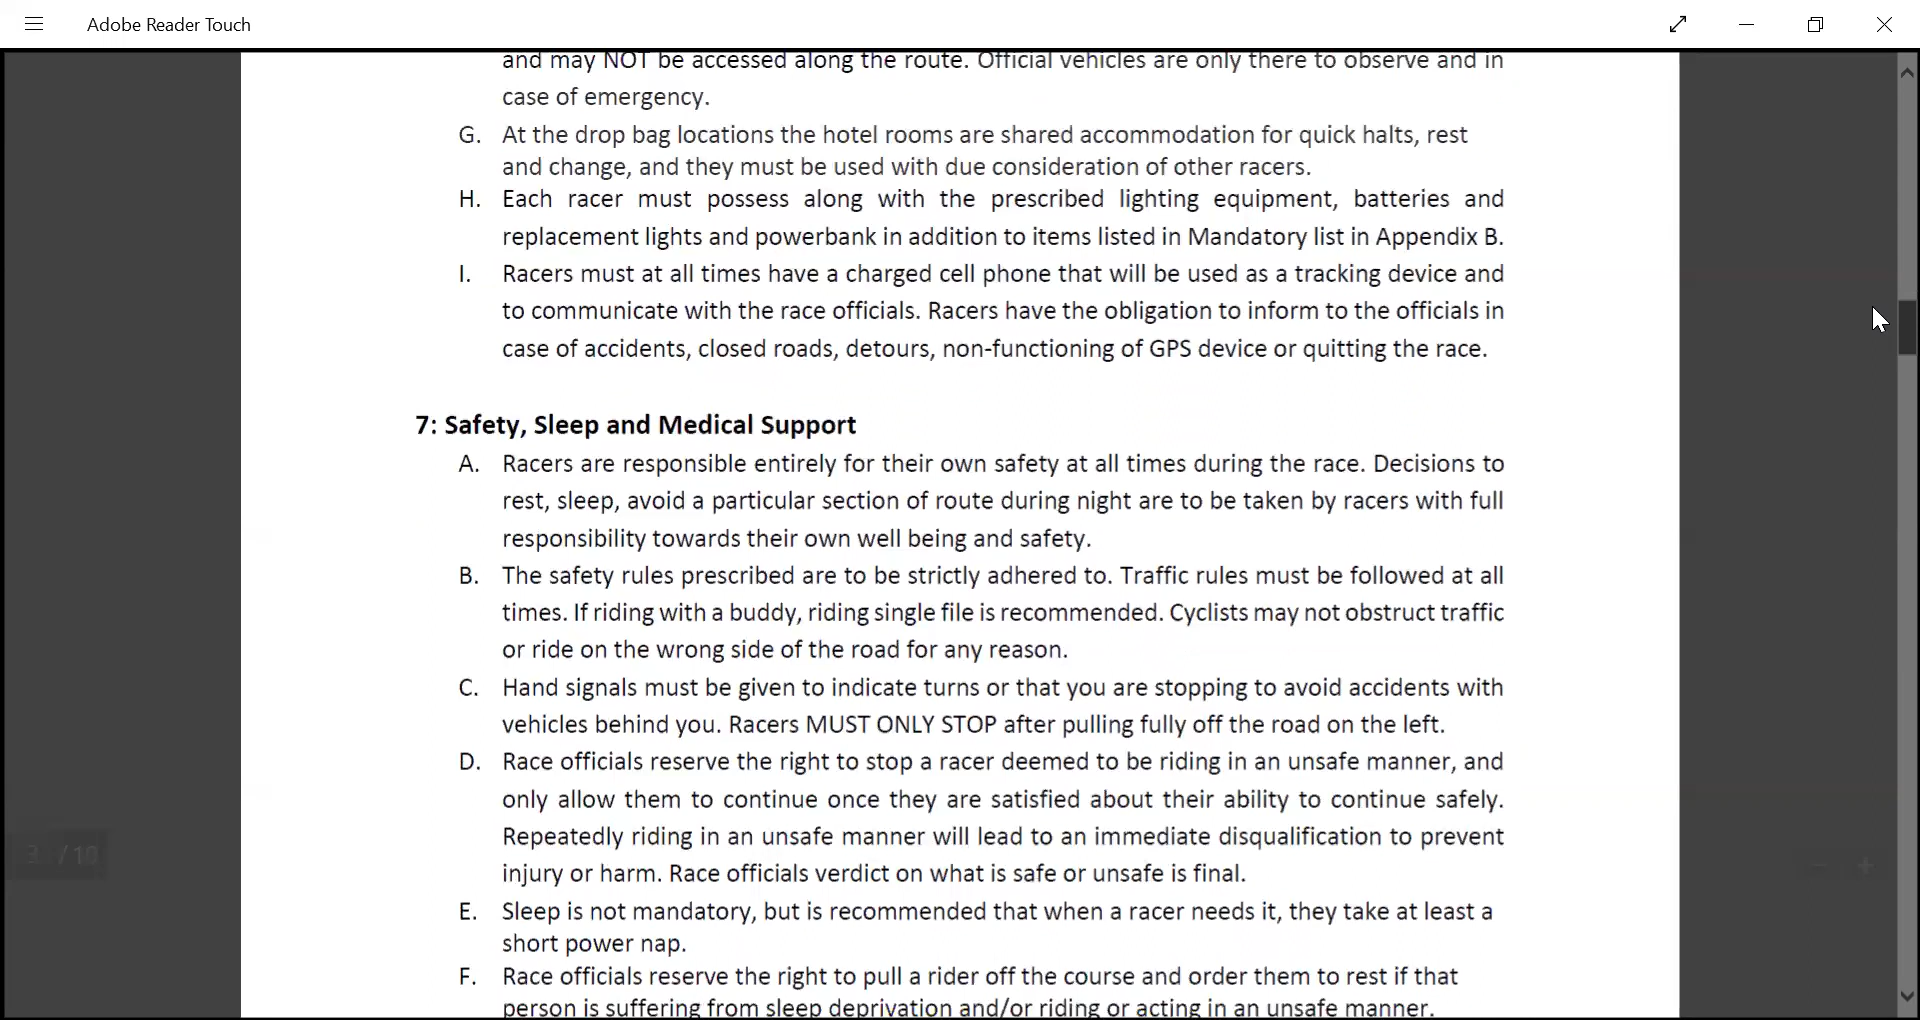 Adobe Reader Touch
and may NOT be accessed along the route. Official vehicles are only there to observe and in
case of emergency.
G. At the drop bag locations the hotel rooms are shared accommodation for quick halts, rest
and change, and they must be used with due consideration of other racers.
H. Each racer must possess along with the prescribed lighting equipment, batteries and
replacement lights and powerbank in addition to items listed in Mandatory list in Appendix B.
I. Racers must at all times have a charged cell phone that will be used as a tracking device and
to communicate with the race officials. Racers have the obligation to inform to the officials in
case of accidents, closed roads, detours, non-functioning of GPS device or quitting the race.
7: Safety, Sleep and Medical Support
A. Racers are responsible entirely for their own safety at all times during the race. Decisions to
rest, sleep, avoid a particular section of route during night are to be taken by racers with full
responsibility towards their own well being and safety.
B. The safety rules prescribed are to be strictly adhered to. Traffic rules must be followed at all
times. If riding with a buddy, riding single file is recommended. Cyclists may not obstruct traffic
or ride on the wrong side of the road for any reason.
C. Hand signals must be given to indicate turns or that you are stopping to avoid accidents with
vehicles behind you. Racers MUST ONLY STOP after pulling fully off the road on the left.
D. Race officials reserve the right to stop a racer deemed to be riding in an unsafe manner, and
only allow them to continue once they are satisfied about their ability to continue safely.
Repeatedly riding in an unsafe manner will lead to an immediate disqualification to prevent
injury or harm. Race officials verdict on what is safe or unsafe is final.
3 / 10
E. Sleep is not mandatory, but is recommended that when a racer needs it, they take at least a
short power nap.
F. Race officials reserve the right to pull a rider off the course and order them to rest if that
person is suffering from sleep deprivation and/or riding or acting in an unsafe manner.